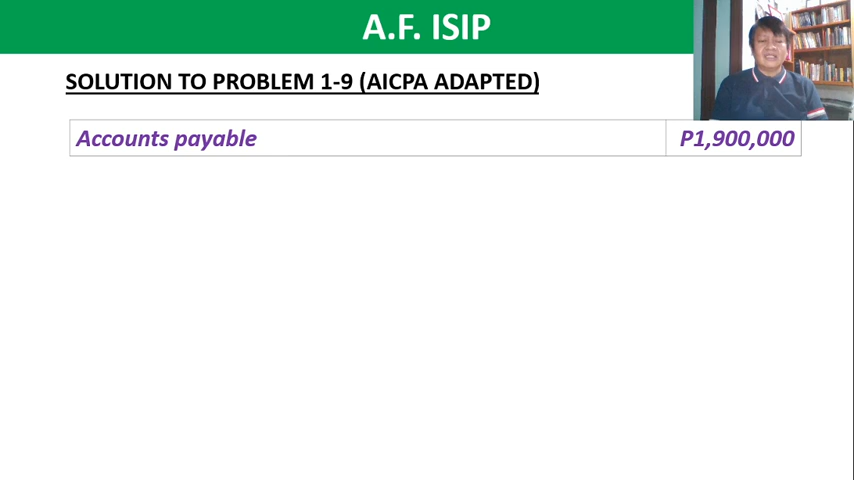 A.F. ISIP
SOLUTION TO PROBLEM 1-9 (AICPA ADAPTED)
Accounts payable P1,900,000